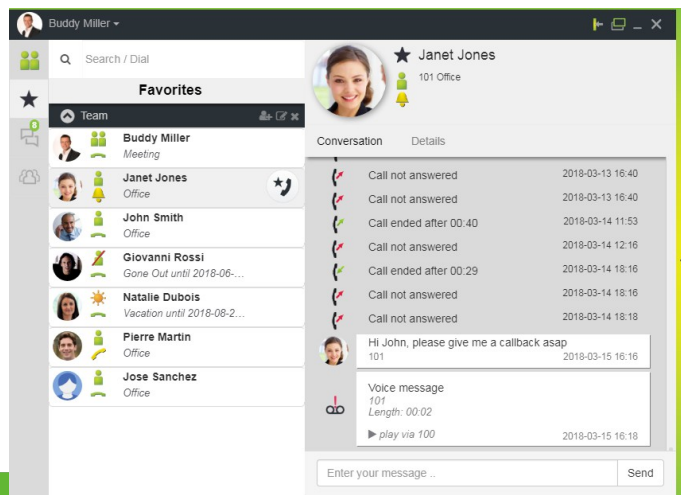 Buddy Miller
Search / Dial
Favorites
Team
8
Buddy Miller
Meeting
Janet Jones
Office
John Smith
Office
Giovanni Rossi
Gone Out until 2018-06-...
Natalie Dubois
Vacation until 2018-08-2...
Pierre Martin
Office
Jose Sanchez
Office
Janet Jones
101 Office
Conversation Details
Call not answered 2018-03-13 16:40
Call not answered 2018-03-13 16:40
Call ended after 00:40 2018-03-14 11:53
Call not answered 2018-03-14 12:16
Call ended after 00:29 2018-03-14 18:16
Call not answered 2018-03-14 18:16
Call not answered 2018-03-14 18:18
Hi John, please give me a callback asap
101 2018-03-15 16:16
Voice message
101
Length: 00:02
play via 100 2018-03-15 16:18
Enter your message .. Send